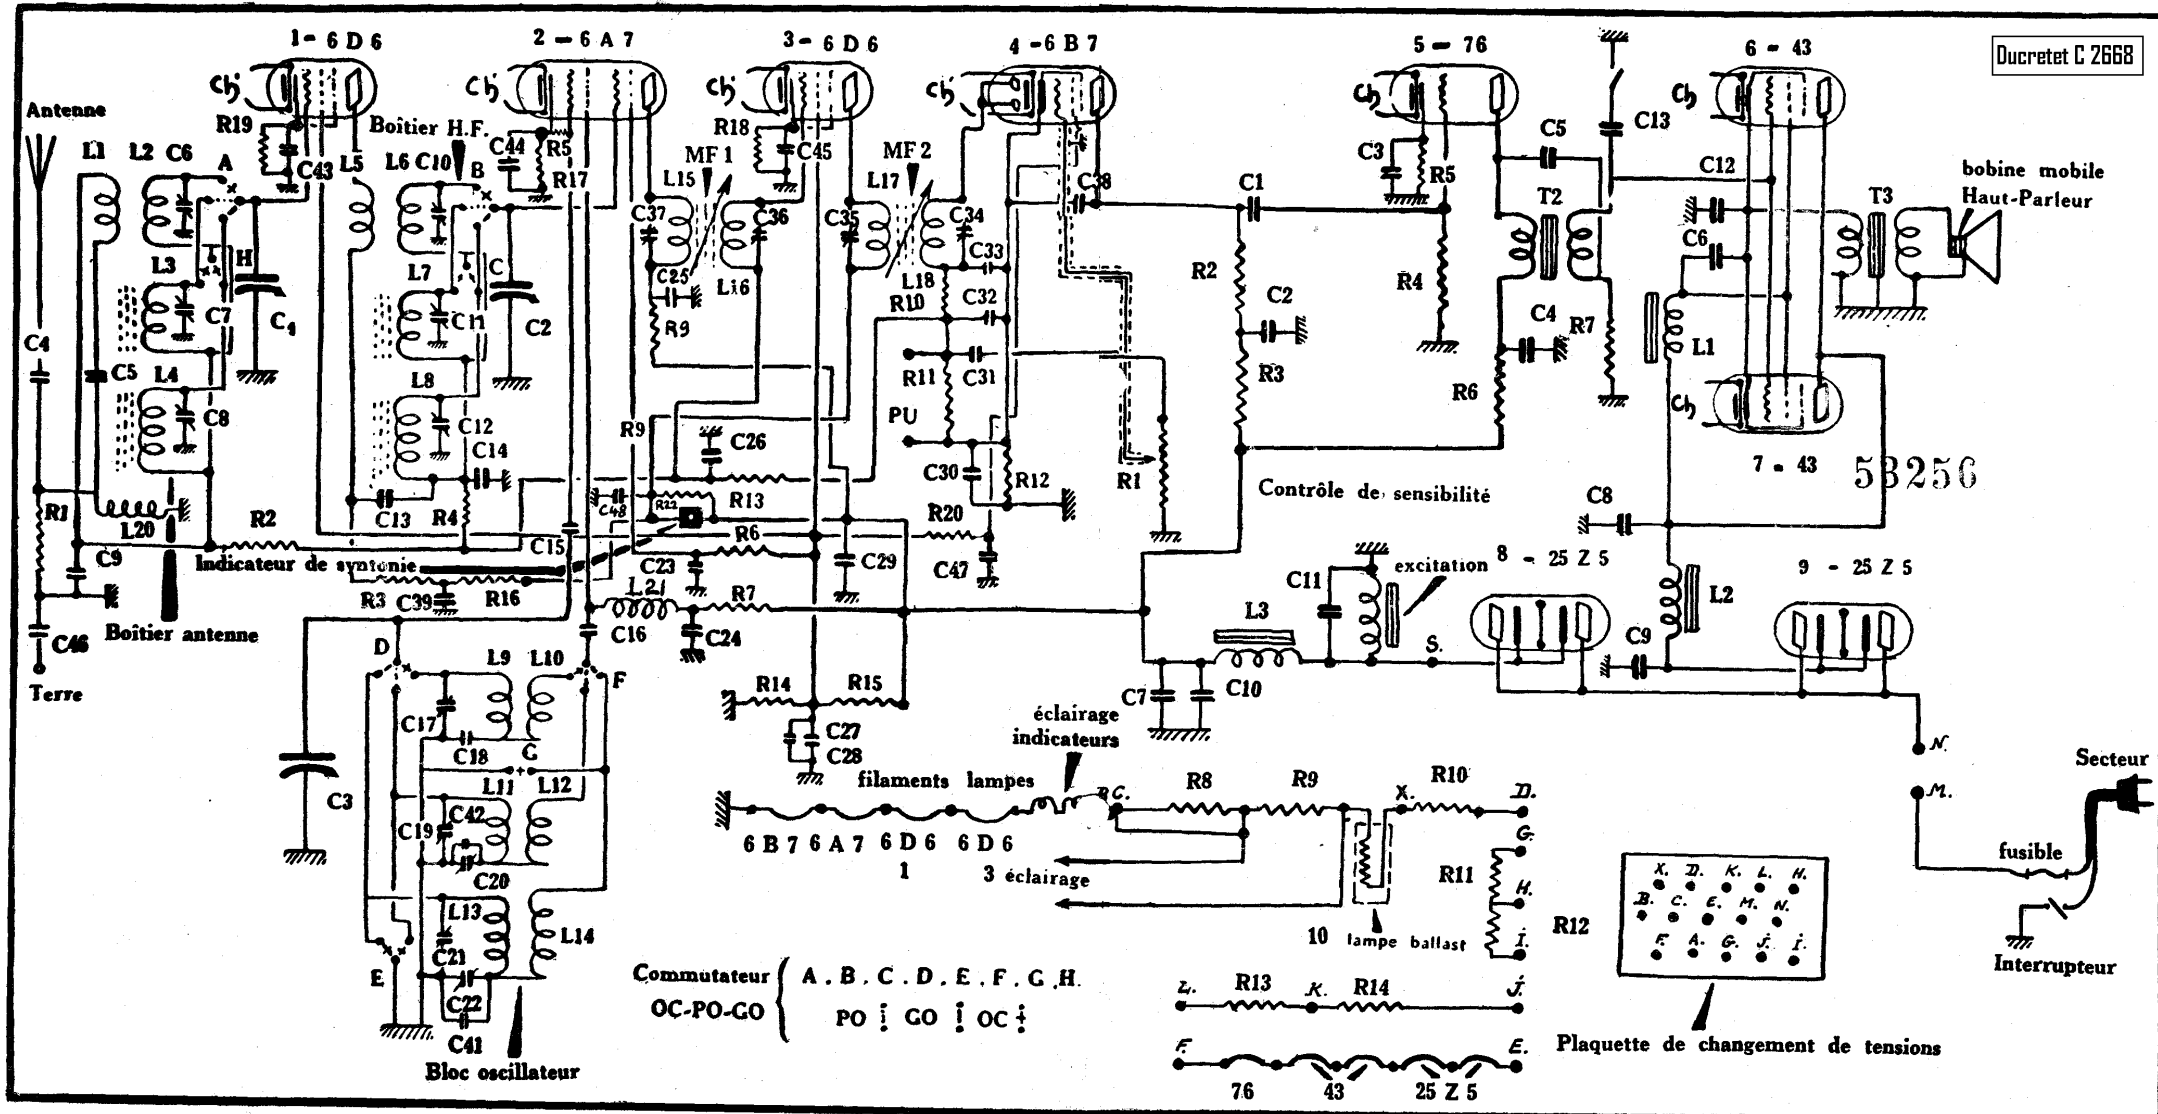 Ducretet C 2668
1 - 6 D 6
2 - 6 A 7
3 - 6 D 6
4 - 6 B 7
5 - 76
6 - 43
Ch
Ch
Ch
Ch
Ch
Ch
Antenne
R19
Boîtier H.F.
C44
R5
R18
C13
C5
C3
L1
L2
C6
A
C43
L5
L6
C10
B
R17
MF 1
C45
MF 2
C38
C1
R5
C12
bobine mobile
Haut-Parleur
L15
C37
C36
L17
C35
C34
T2
T3
L3
H
L7
C
C25
L16
L18
C33
R2
R4
C6
C7
C1
C11
C2
R9
R10
C32
C2
C4
R7
L1
C4
C5
L4
L8
R11
C31
R3
R6
C8
C12
PU
Ch
R9
C26
C14
C30
R12
R1
7 - 43
53256
Contrôle de sensibilité
R1
L20
R2
C13
R4
C48
R22
R13
R20
C8
C9
C15
R6
Indicateur de syntonie
C23
C29
C47
C11
excitation
8 - 25 Z 5
9 - 25 Z 5
R3
C39
R16
L21
R7
L3
L2
Boîtier antenne
C46
C16
C24
S.
C9
Terre
D
L9
L10
F
R14
R15
C7
C10
C17
C18
G
C27
C28
éclairage
indicateurs
N.
Secteur
C3
L11
L12
filaments lampes
C.
R8
R9
X.
R10
D.
M.
C19
C42
G.
6 B 7
6 A 7
6 D 6
6 D 6
fusible
C20
1
3
éclairage
R11
H.
X. D. K. L. H.
B. C. E. M. N.
F. A. G. J. I.
L13
L14
10
lampe ballast
I.
R12
C21
E
Interrupteur
C22
Commutateur
OC-PO-GO
A . B . C . D . E . F . G . H.
PO
GO
OC
L.
R13
K.
R14
J.
C41
Bloc oscillateur
F.
E.
Plaquette de changement de tensions
76
43
25 Z 5